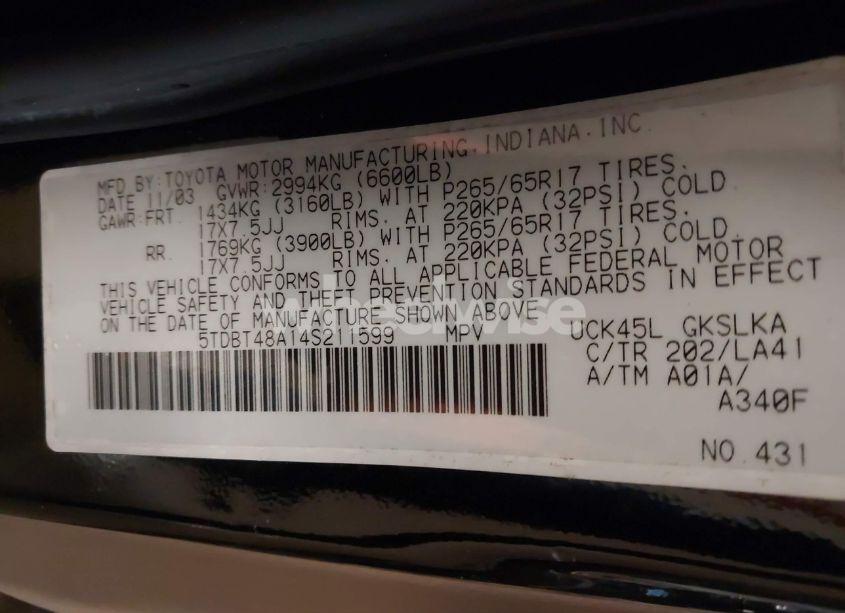 MFD BY:TOYOTA MOTOR MANUFACTURING,INDIANA,INC.
DATE 11/03 GVWR:2994KG (6600LB)
GAWR:FRT. 1434KG (3160LB) WITH P265/65R17 TIRES.
17X7.5JJ RIMS. AT 220KPA (32PSI) COLD
RR. 1769KG (3900LB) WITH P265/65R17 TIRES.
17X7.5JJ RIMS. AT 220KPA (32PSI) COLD.
THIS VEHICLE CONFORMS TO ALL APPLICABLE FEDERAL MOTOR
VEHICLE SAFETY AND THEFT PREVENTION STANDARDS IN EFFECT
ON THE DATE OF MANUFACTURE SHOWN ABOVE
5TDBT48A14S211599 MPV UCK45L GKSLKA
C/TR 202/LA41
A/TM A01A/
A340F
NO.431
wheelwise